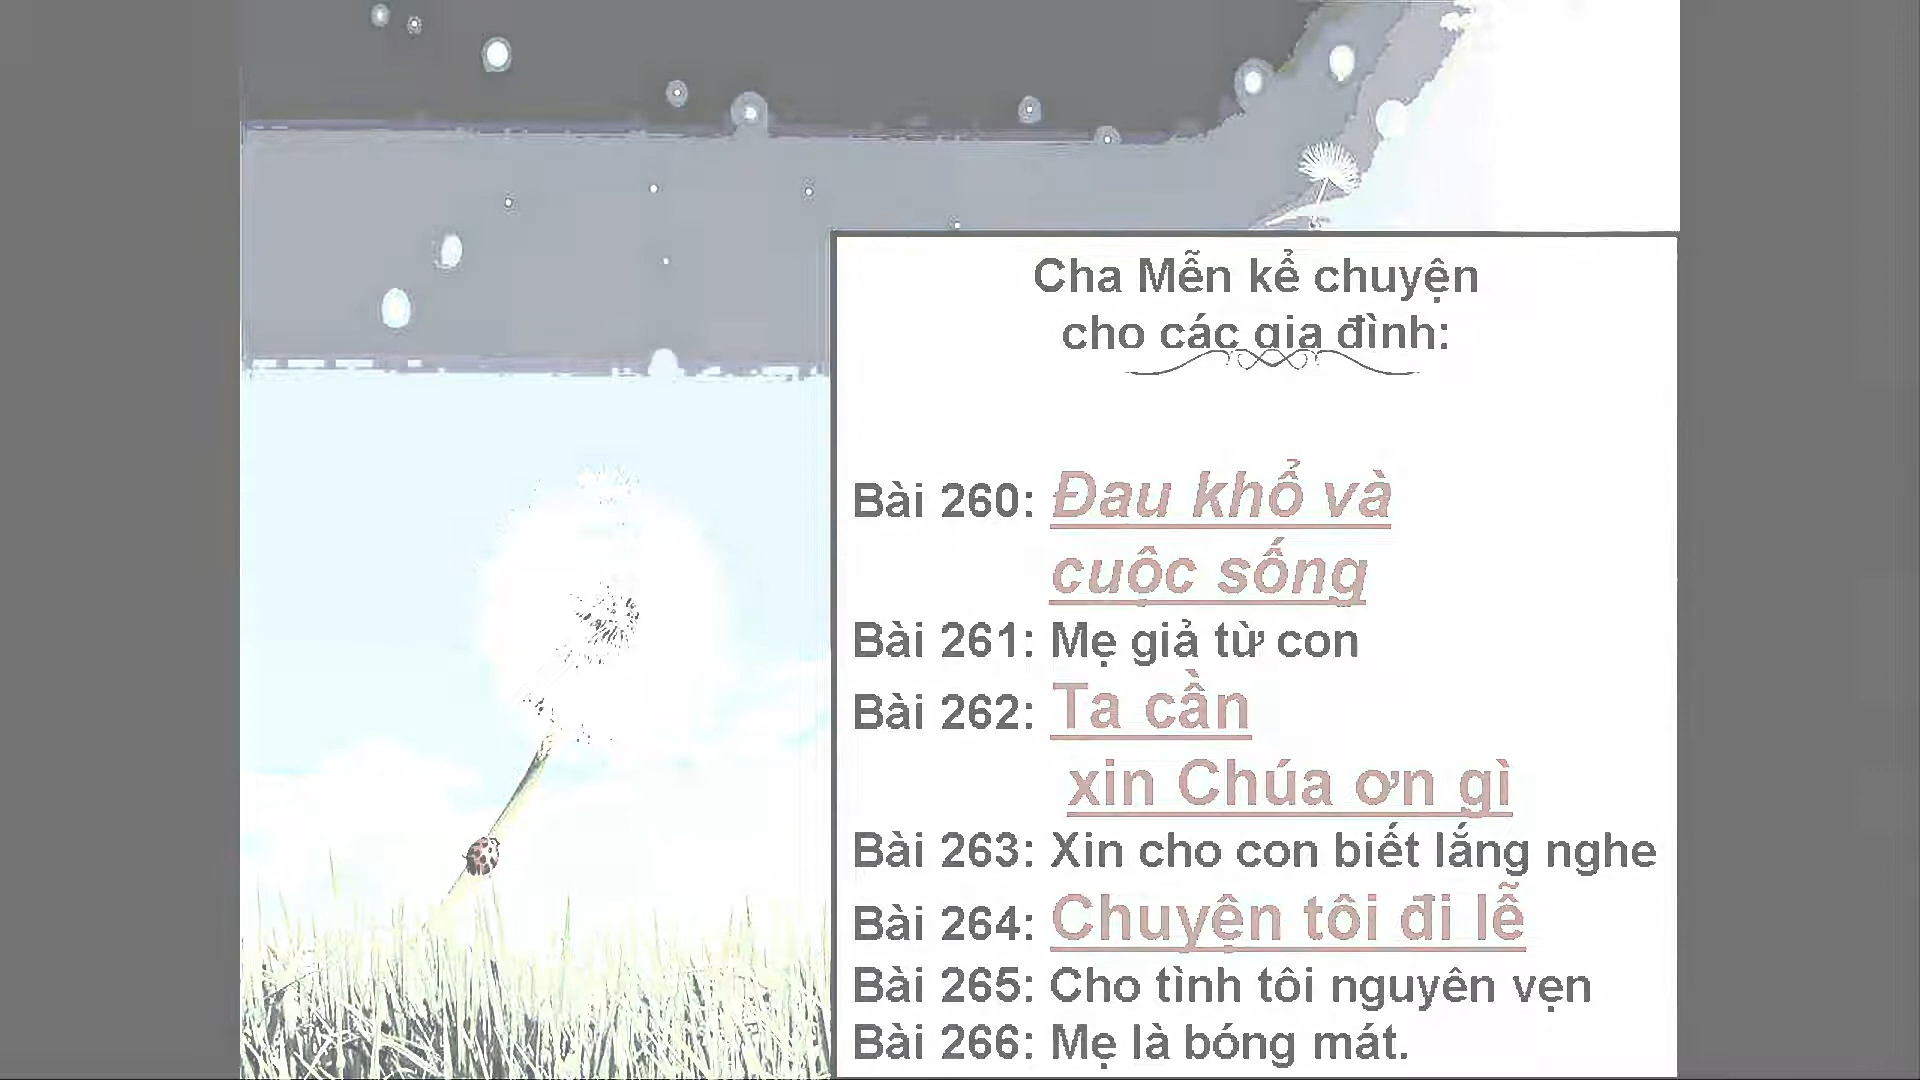 Cha Mễn kể chuyện
cho các gia đình:
Bài 260: Đau khổ và
cuộc sống
Bài 261: Mẹ giả từ con
Bài 262: Ta cần
xin Chúa ơn gì
Bài 263: Xin cho con biết lắng nghe
Bài 264: Chuyện tôi đi lễ
Bài 265: Cho tình tôi nguyên vẹn
Bài 266: Mẹ là bóng mát.